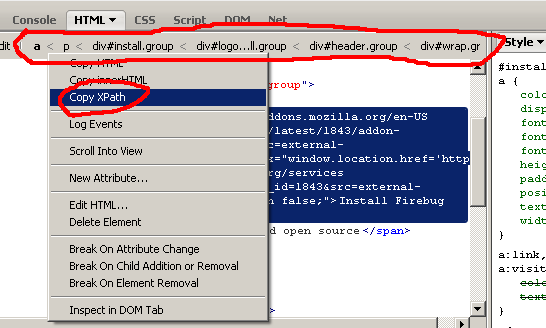 Console HTML CSS Script DOM Net
dit a < p < div#install.group < div#logo...ll.group < div#header.group < div#wrap.gr Style
Copy HTML
Copy innerHTML
Copy XPath
Log Events
Scroll Into View
New Attribute...
Edit HTML...
Delete Element
Break On Attribute Change
Break On Child Addition or Removal
Break On Element Removal
Inspect in DOM Tab
group">
ddons.mozilla.org/en-US
/latest/1843/addon-
rc=external-
k="window.location.href='http
rg/services
_id=1843&src=external-
n false;">Install Firebug
d open source</span>
>
#insta
a {
colo
disp
font
font
font
heig
padd
posi
text
widt
}
a:link,
a:visit
colo
text
}